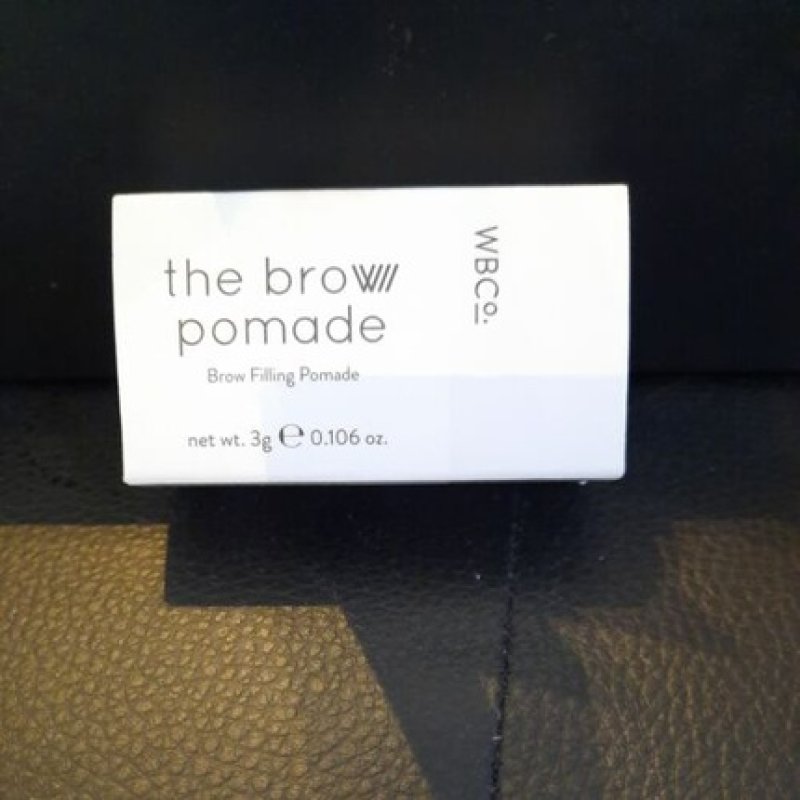 the brow
pomade
Brow Filling Pomade
net wt. 3g ℮ 0.106 oz.
WBCo.